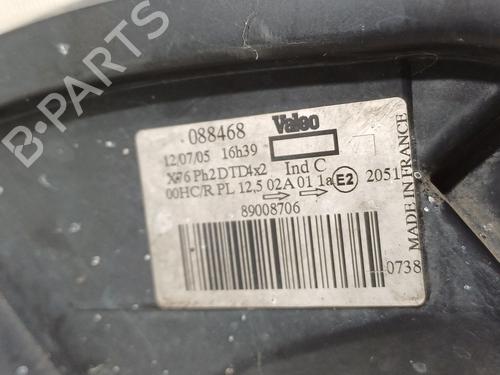 088468 Valeo
12/07/05 16h39
X76 Ph2 DTD4x2 Ind C
00HC/R PL 12,5 02A 01 1a E2 2051
89008706
0738
MADE IN FRANCE
B-PARTS